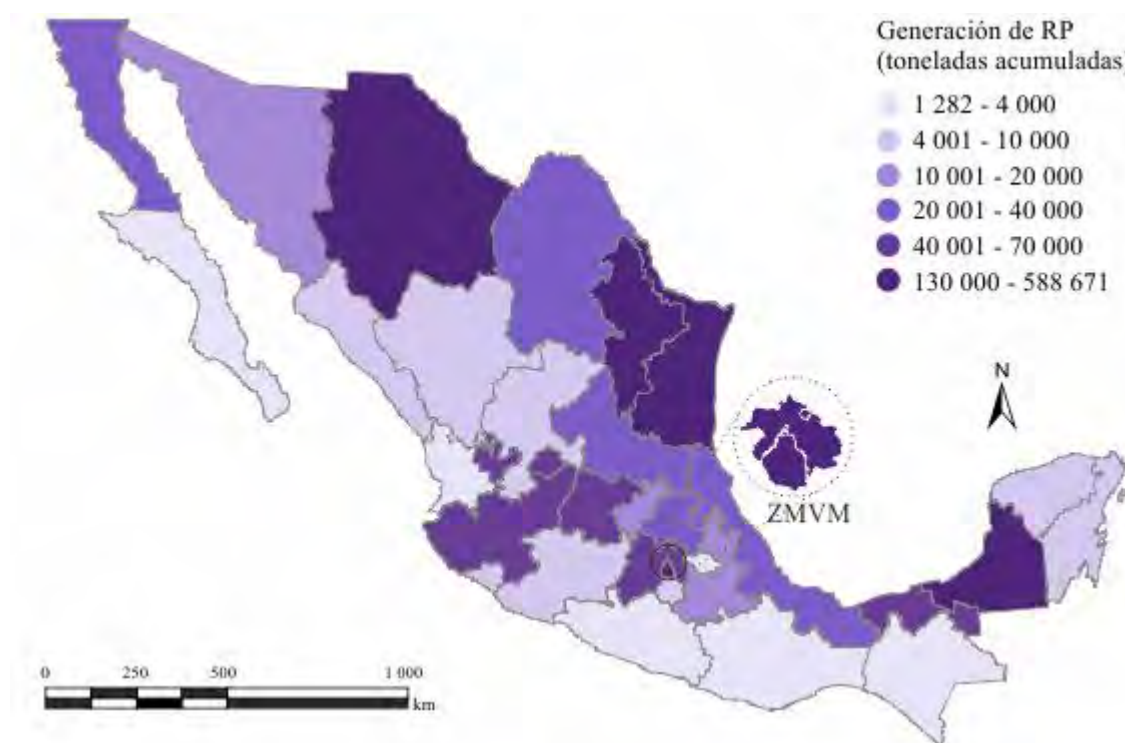 Generación de RP
(toneladas acumuladas)
1 282 - 4 000
4 001 - 10 000
10 001 - 20 000
20 001 - 40 000
40 001 - 70 000
130 000 - 588 671
N
ZMVM
0 250 500 1 000
km